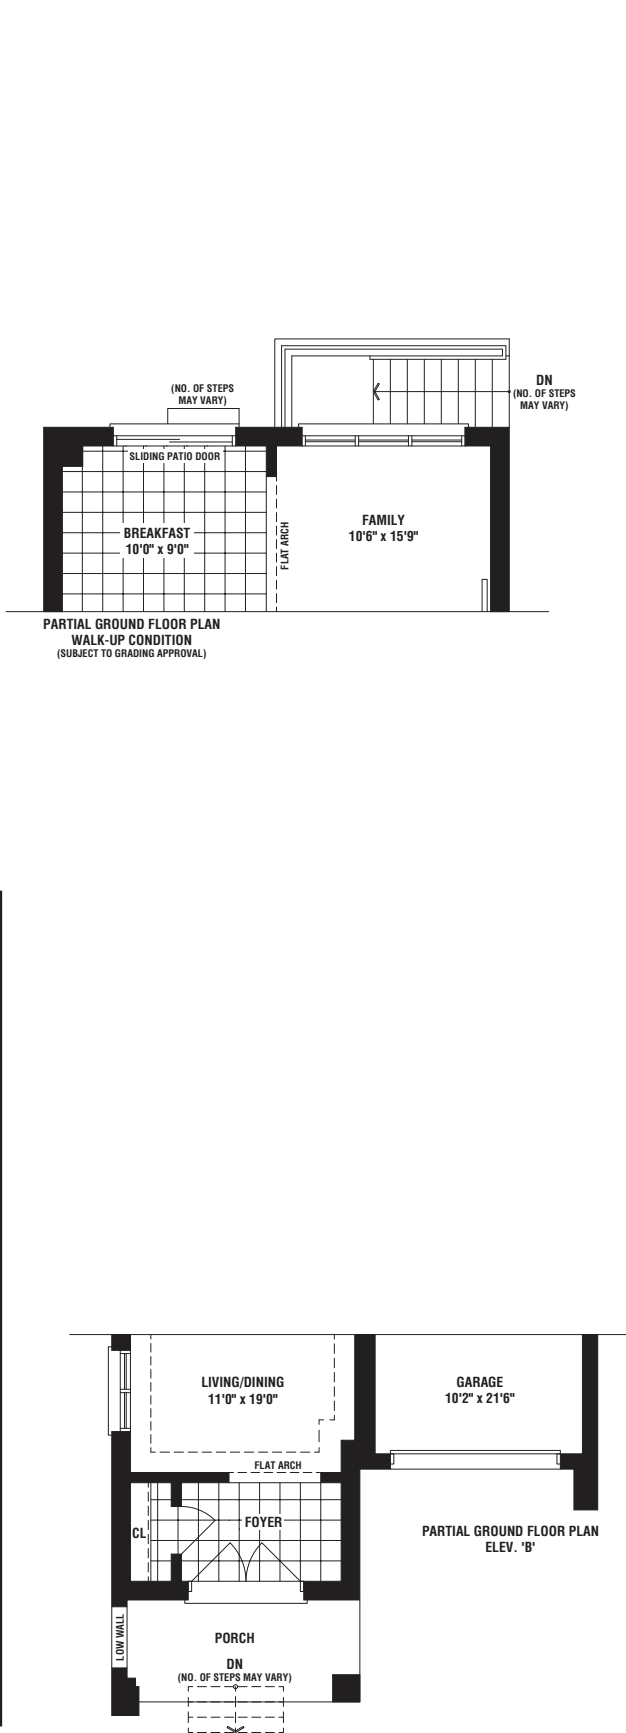 (NO. OF STEPS
MAY VARY)
DN
(NO. OF STEPS
MAY VARY)
SLIDING PATIO DOOR
BREAKFAST
10'0" x 9'0"
FLAT ARCH
FAMILY
10'6" x 15'9"
PARTIAL GROUND FLOOR PLAN
WALK-UP CONDITION
(SUBJECT TO GRADING APPROVAL)
LIVING/DINING
11'0" x 19'0"
GARAGE
10'2" x 21'6"
FLAT ARCH
CL
FOYER
PARTIAL GROUND FLOOR PLAN
ELEV. 'B'
LOW WALL
PORCH
DN
(NO. OF STEPS MAY VARY)